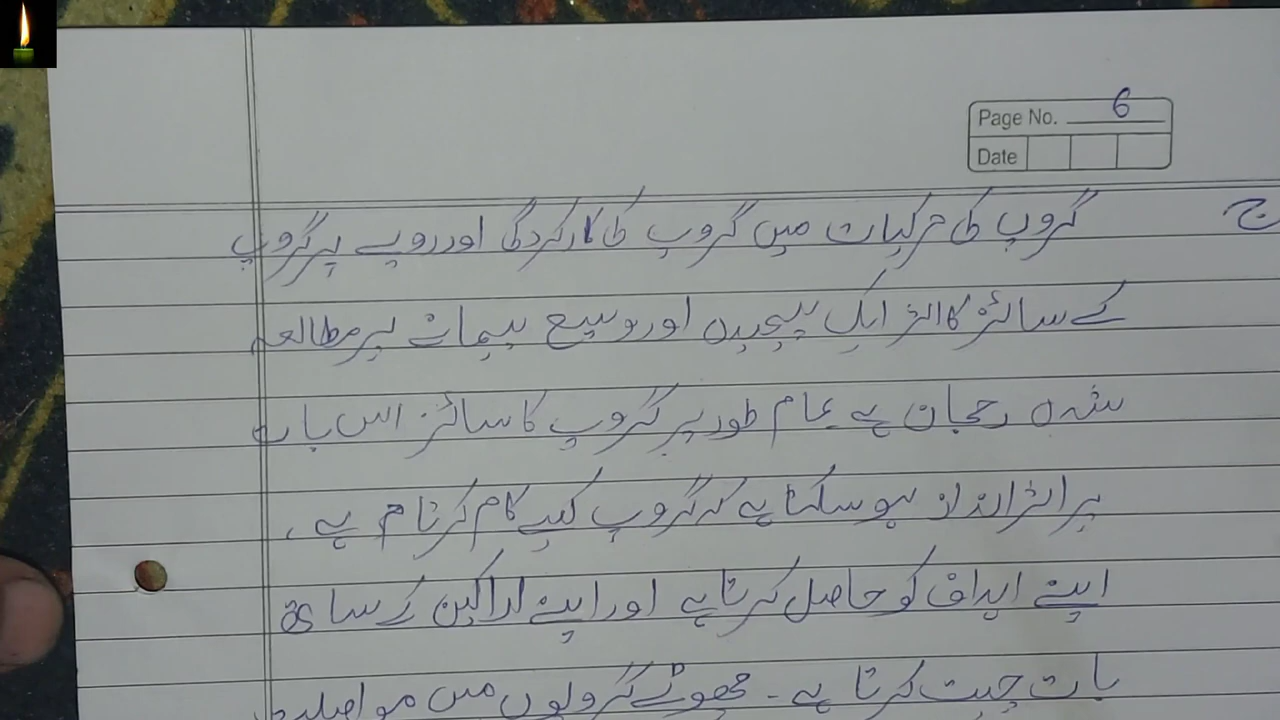 Page No. 6
Date
ج گروپ کی حرکیات میں گروپ کی کارکردگی اور رویے پر گروپ
کے سائز کا اثر ایک پیچیدہ اور وسیع پیمانے پر مطالعہ
شدہ رجحان ہے عام طور پر گروپ کا سائز اس بات
پر اثر انداز ہو سکتا ہے کہ گروپ کیسے کام کرتا ہے،
اپنے اہداف کو حاصل کرتا ہے اور اپنے اراکین کے ساتھ
بات چیت کرتا ہے۔ چھوٹے گروپوں میں